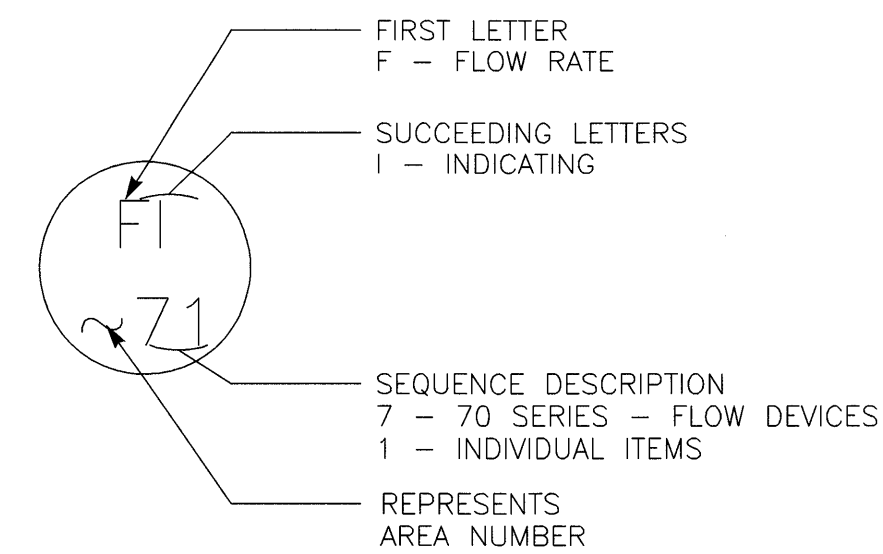 FIRST LETTER
F – FLOW RATE
SUCCEEDING LETTERS
I – INDICATING
FI
~71
SEQUENCE DESCRIPTION
7 – 70 SERIES – FLOW DEVICES
1 – INDIVIDUAL ITEMS
REPRESENTS
AREA NUMBER